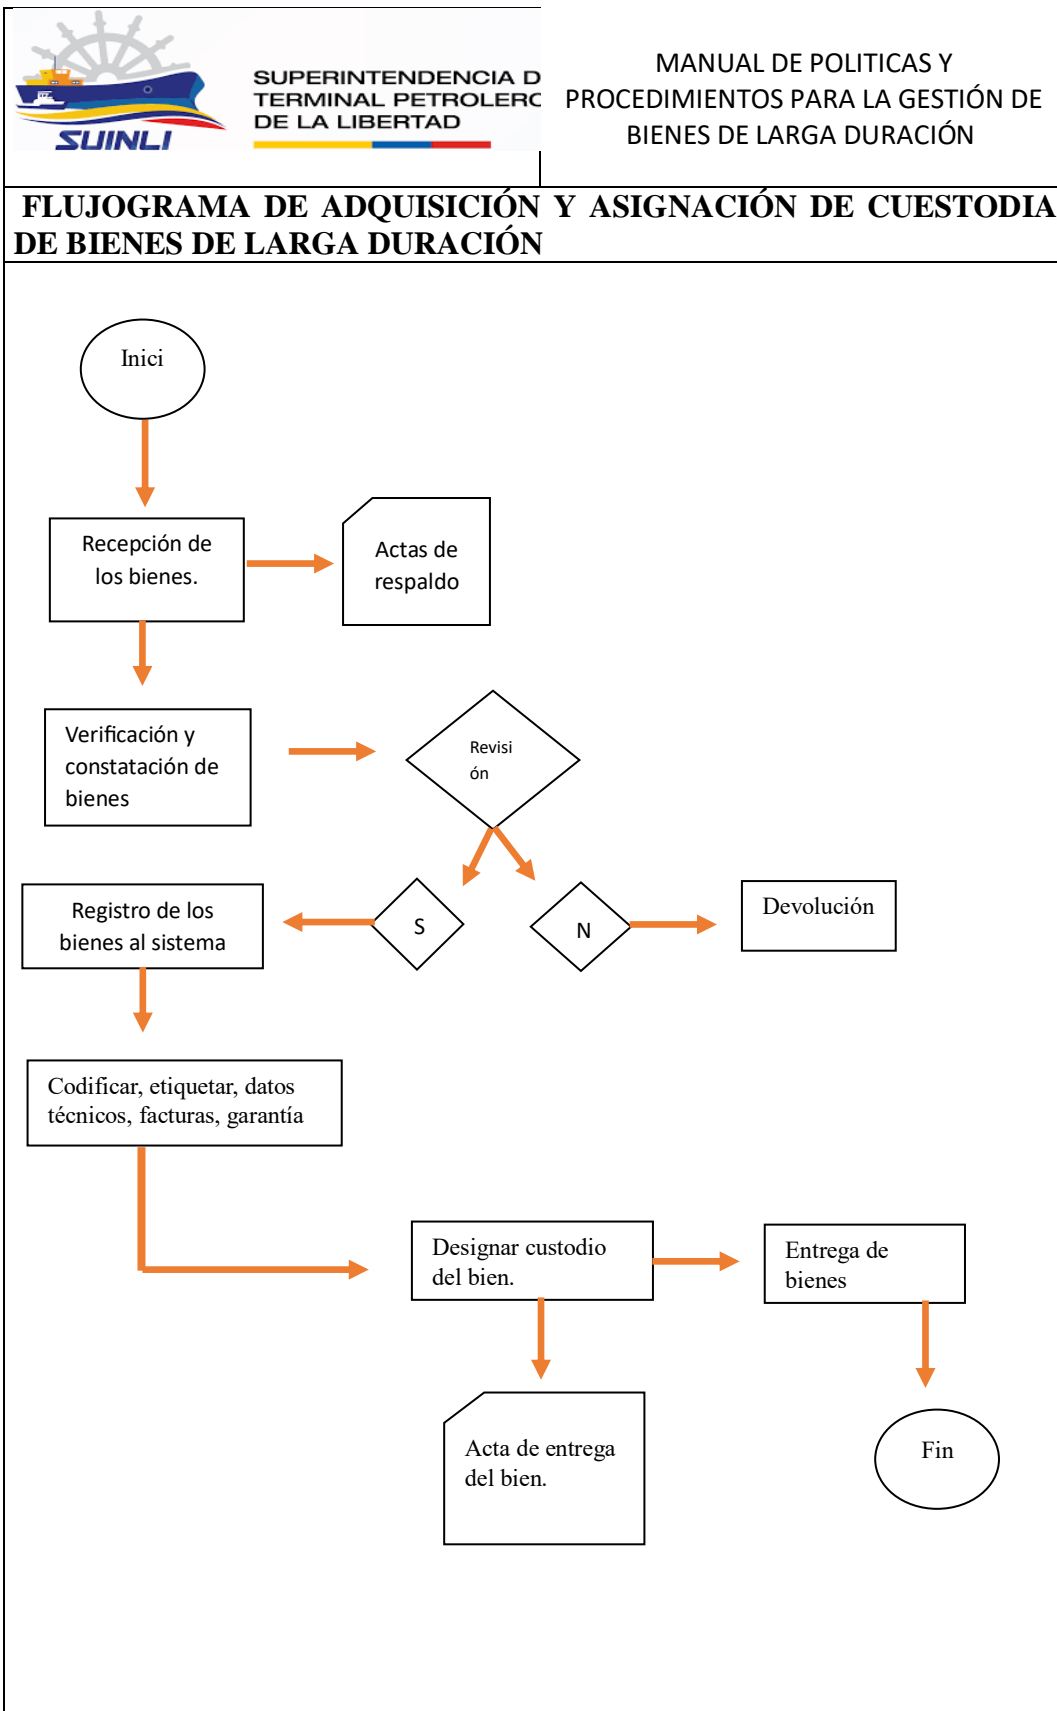 SUINLI
SUPERINTENDENCIA D
TERMINAL PETROLERO
DE LA LIBERTAD
MANUAL DE POLITICAS Y
PROCEDIMIENTOS PARA LA GESTIÓN DE
BIENES DE LARGA DURACIÓN
FLUJOGRAMA DE ADQUISICIÓN Y ASIGNACIÓN DE CUESTODIA
DE BIENES DE LARGA DURACIÓN
Inici
Recepción de
los bienes.
Actas de
respaldo
Verificación y
constatación de
bienes
Revisi
ón
S
N
Registro de los
bienes al sistema
Devolución
Codificar, etiquetar, datos
técnicos, facturas, garantía
Designar custodio
del bien.
Entrega de
bienes
Acta de entrega
del bien.
Fin